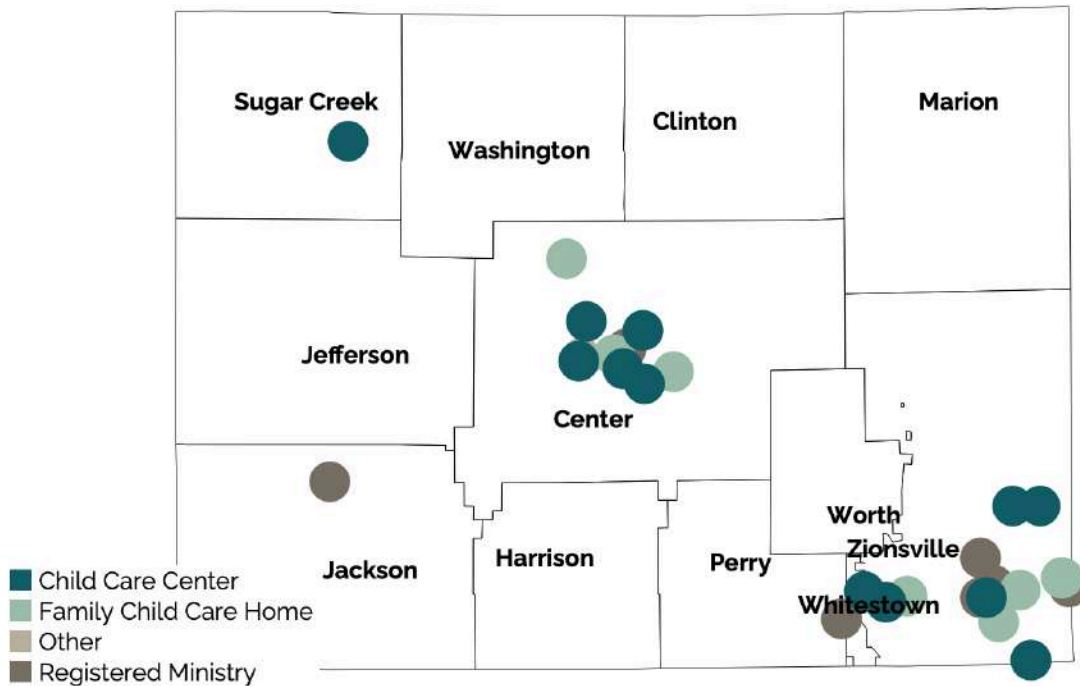 Sugar Creek
Washington
Clinton
Marion
Jefferson
Center
Jackson
Harrison
Perry
Worth
Zionsville
Whitestown
Child Care Center
Family Child Care Home
Other
Registered Ministry